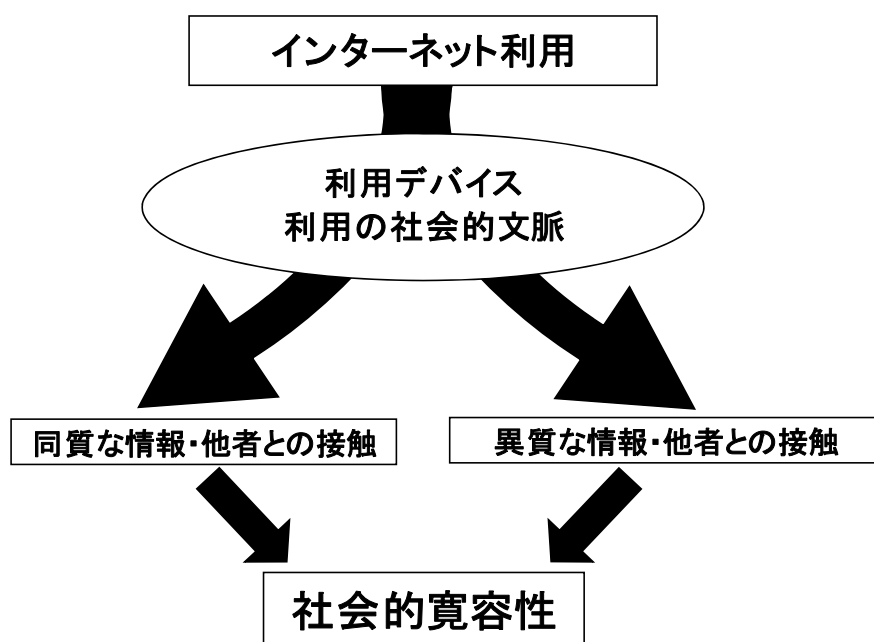 インターネット利用
利用デバイス
利用の社会的文脈
同質な情報・他者との接触
異質な情報・他者との接触
社会的寛容性